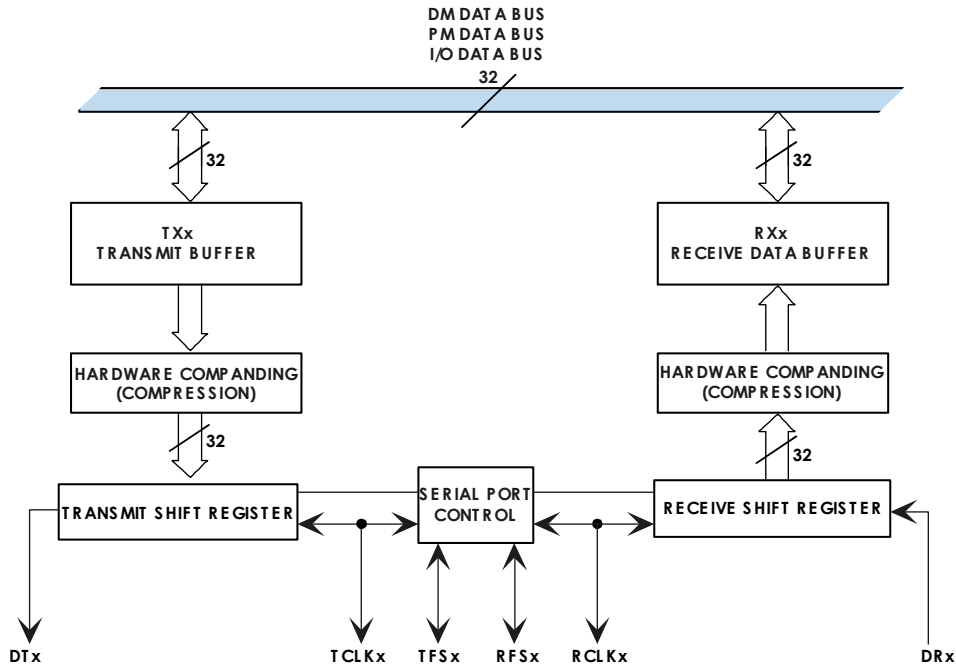 DM DATA BUS
PM DATA BUS
I/O DATA BUS
32
32
32
TXx
TRANSMIT BUFFER
RXx
RECEIVE DATA BUFFER
HARDWARE COMPANDING
(COMPRESSION)
HARDWARE COMPANDING
(COMPRESSION)
32
32
TRANSMIT SHIFT REGISTER
SERIAL PORT
CONTROL
RECEIVE SHIFT REGISTER
DTx
TCLKx
TFSx
RFSx
RCLKx
DRx